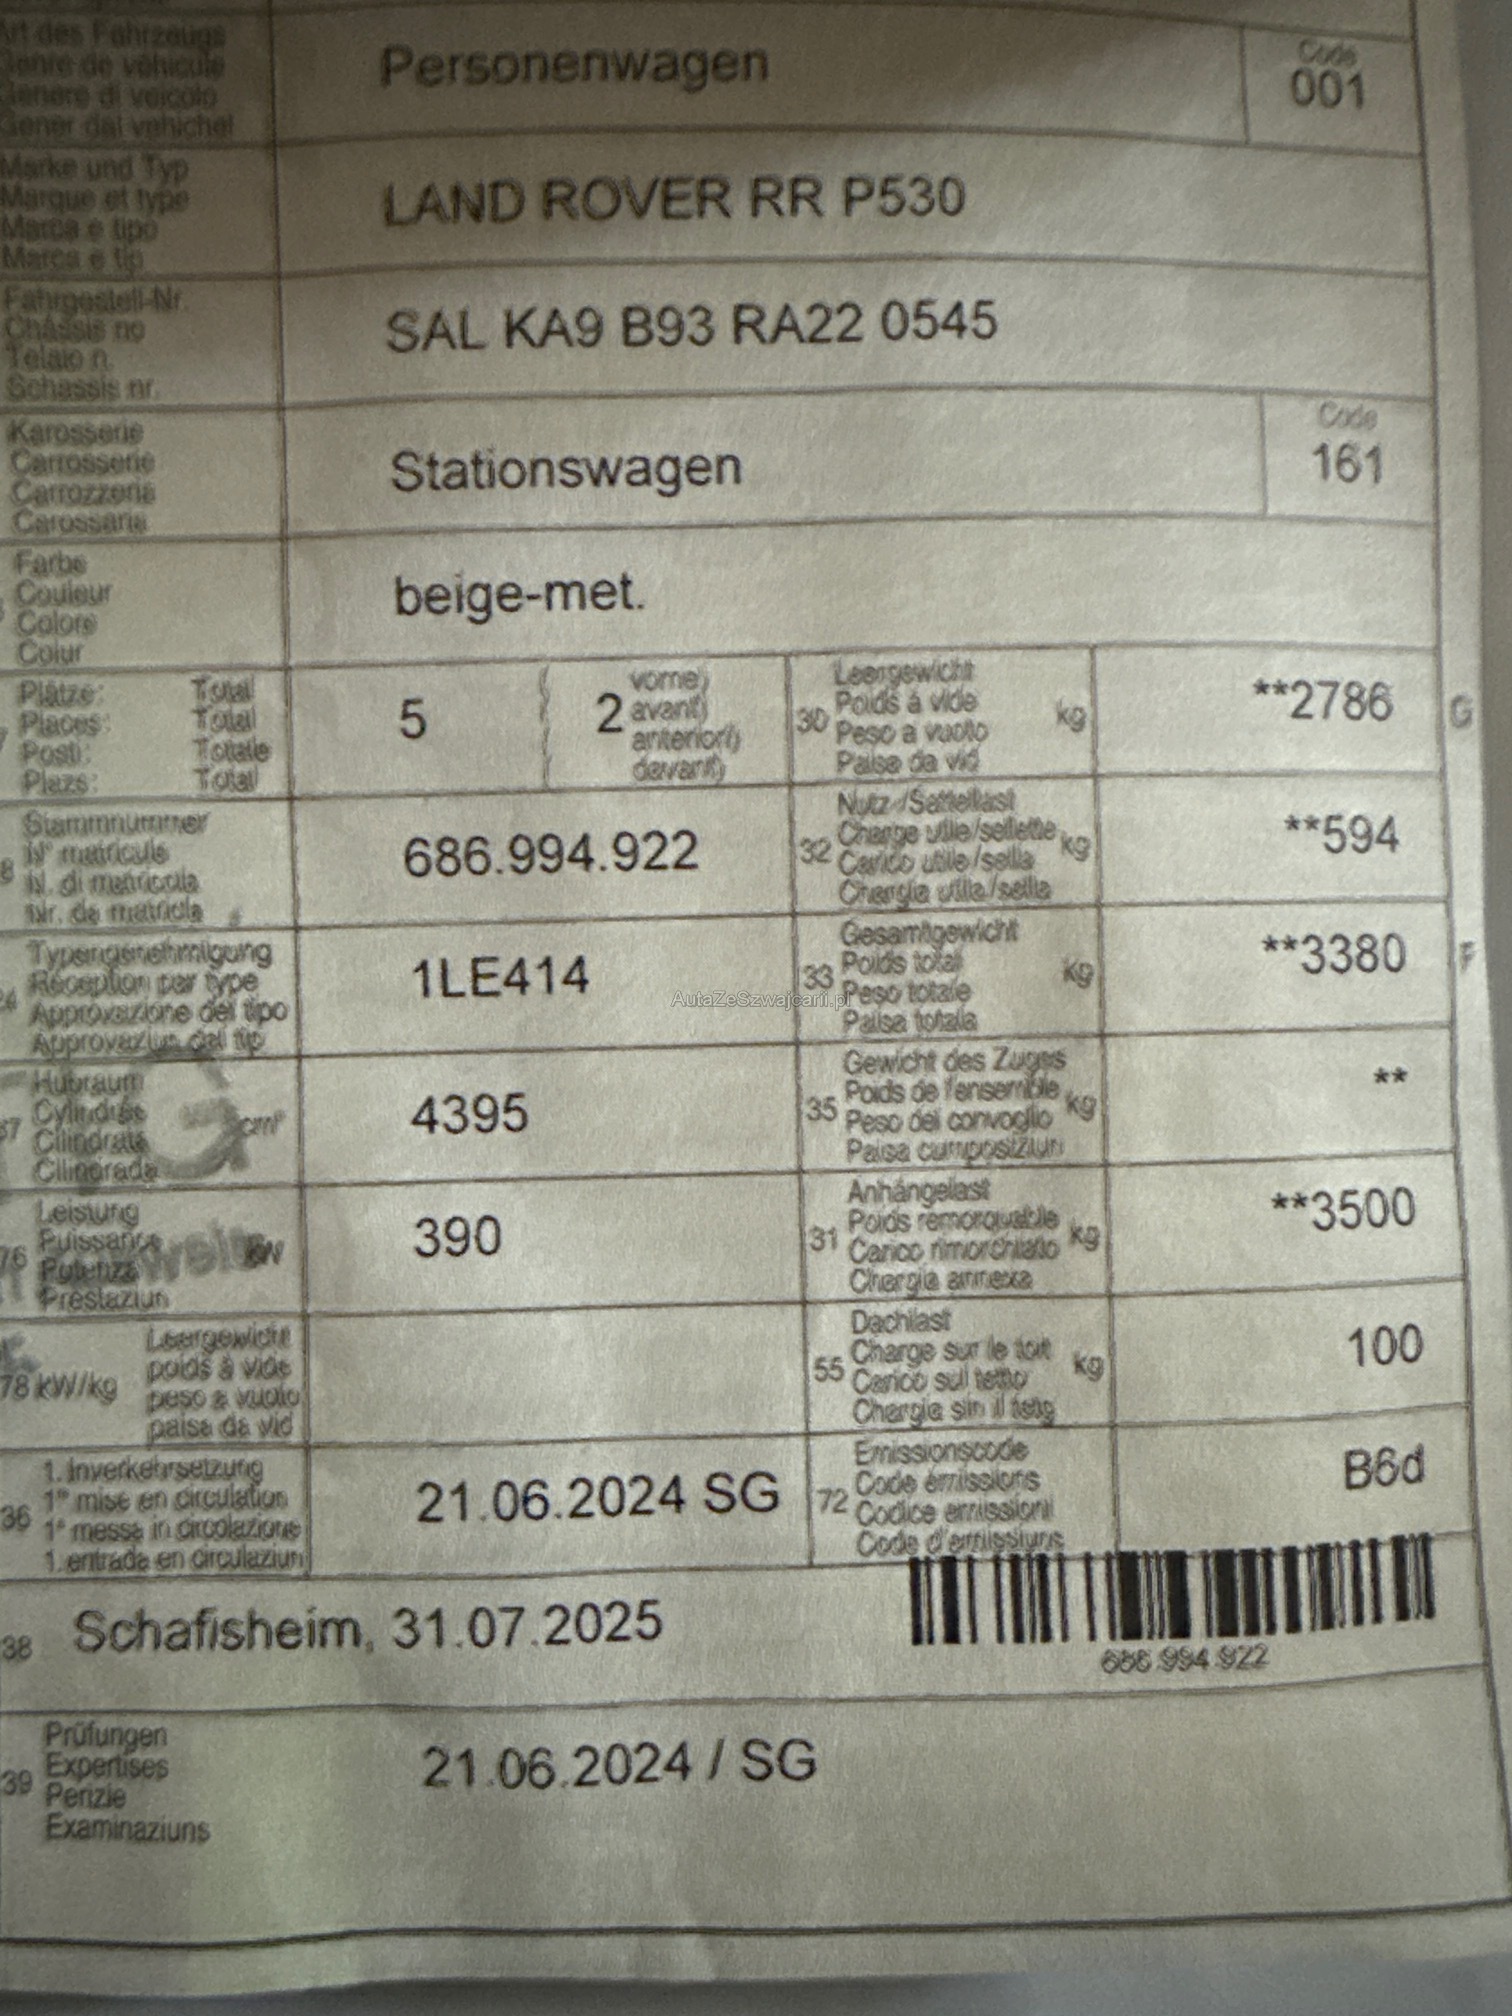 Art des Fahrzeugs
Genre de véhicule
Genere di veicolo
Gener dal vehichel
Personenwagen
Code
001
Marke und Typ
Marque et type
Marca e tipo
Marca e tip
LAND ROVER RR P530
Fahrgestell-Nr.
Châssis no
Telaio n.
Schassis nr.
SAL KA9 B93 RA22 0545
Karosserie
Carrosserie
Carrozzeria
Carossaria
Stationswagen
Code
161
Farbe
Couleur
Colore
Colur
beige-met.
Plätze: Total
Places: Total
Posti: Totale
Plazs: Total
5
2
vorne)
avant)
anterior()
davant)
30
Leergewicht
Poids à vide
Peso a vuoto
Paisa da vid
kg
**2786
G
8
Stammnummer
N° matricule
N. di matricola
Nr. da matricla
686.994.922
32
Nutz-/Sattellast
Charge utile/sellette
Carico utile/sella
Chargia utila/sella
kg
**594
24
Typengenehmigung
Réception par type
Approvazione del tipo
Approvaziun dal tip
1LE414
33
Gesamtgewicht
Poids total
Peso totale
Paisa totala
kg
**3380
F
AutaZeSzwajcarii.pl
37
Hubraum
Cylindrée
Cilindrata
Cilindrada
cm³
4395
35
Gewicht des Zuges
Poids de l'ensemble
Peso del convoglio
Paisa cumposiziun
kg
**
76
Leistung
Puissance
Potenza
Prestaziun
kW
390
31
Anhängelast
Poids remorquable
Carico rimorchiato
Chargia annexa
kg
**3500
78 kW/kg
Leergewicht
poids à vide
peso a vuoto
paisa da vid
55
Dachlast
Charge sur le toit
Carico sul tetto
Chargia sin il tetg
kg
100
36
1. Inverkehrsetzung
1re mise en circulation
1a messa in circolazione
1. entrada en circulaziun
21.06.2024 SG
72
Emissionscode
Code émissions
Codice emissioni
Code d'emissiuns
B6d
38
Schafisheim, 31.07.2025
686.994.922
39
Prüfungen
Expertises
Perizie
Examinaziuns
21.06.2024 / SG